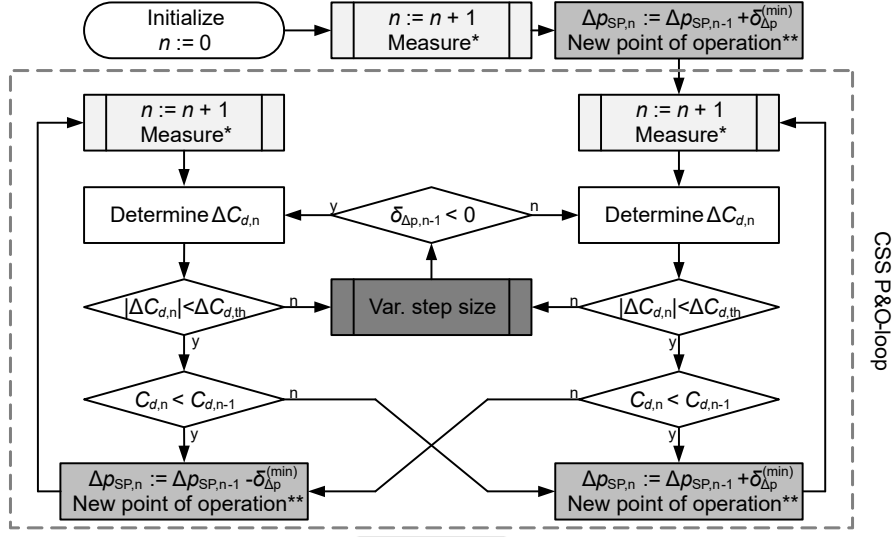 Initialize
n := 0
n := n + 1
Measure*
Δp_SP,n := Δp_SP,n-1 +δ_Δp^(min)
New point of operation**
n := n + 1
Measure*
n := n + 1
Measure*
Determine ΔC_d,n
y
δ_Δp,n-1 < 0
n
Determine ΔC_d,n
|ΔC_d,n|<ΔC_d,th
n
Var. step size
n
|ΔC_d,n|<ΔC_d,th
y
y
C_d,n < C_d,n-1
n
n
C_d,n < C_d,n-1
y
y
Δp_SP,n := Δp_SP,n-1 -δ_Δp^(min)
New point of operation**
Δp_SP,n := Δp_SP,n-1 +δ_Δp^(min)
New point of operation**
CSS P&O-loop